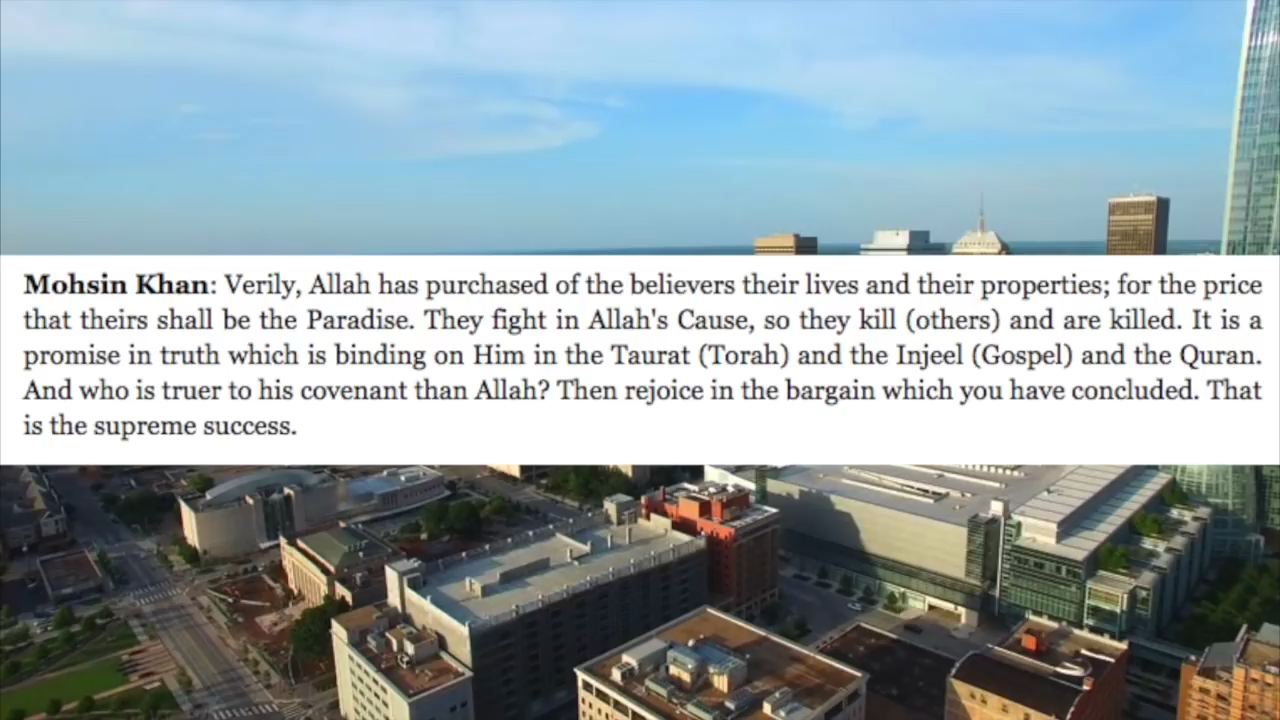 Mohsin Khan: Verily, Allah has purchased of the believers their lives and their properties; for the price
that theirs shall be the Paradise. They fight in Allah's Cause, so they kill (others) and are killed. It is a
promise in truth which is binding on Him in the Taurat (Torah) and the Injeel (Gospel) and the Quran.
And who is truer to his covenant than Allah? Then rejoice in the bargain which you have concluded. That
is the supreme success.